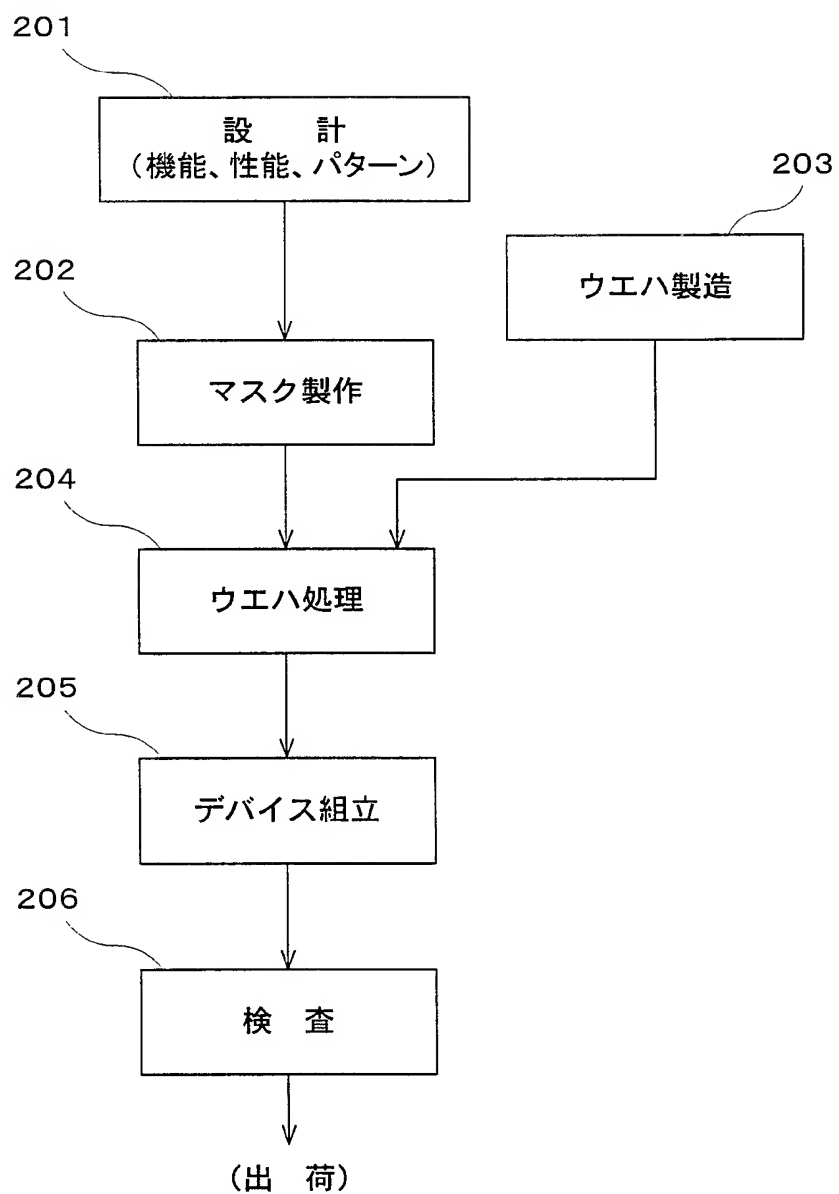 201
設　計
（機能、性能、パターン）
203
ウエハ製造
202
マスク製作
204
ウエハ処理
205
デバイス組立
206
検　査
（出　荷）